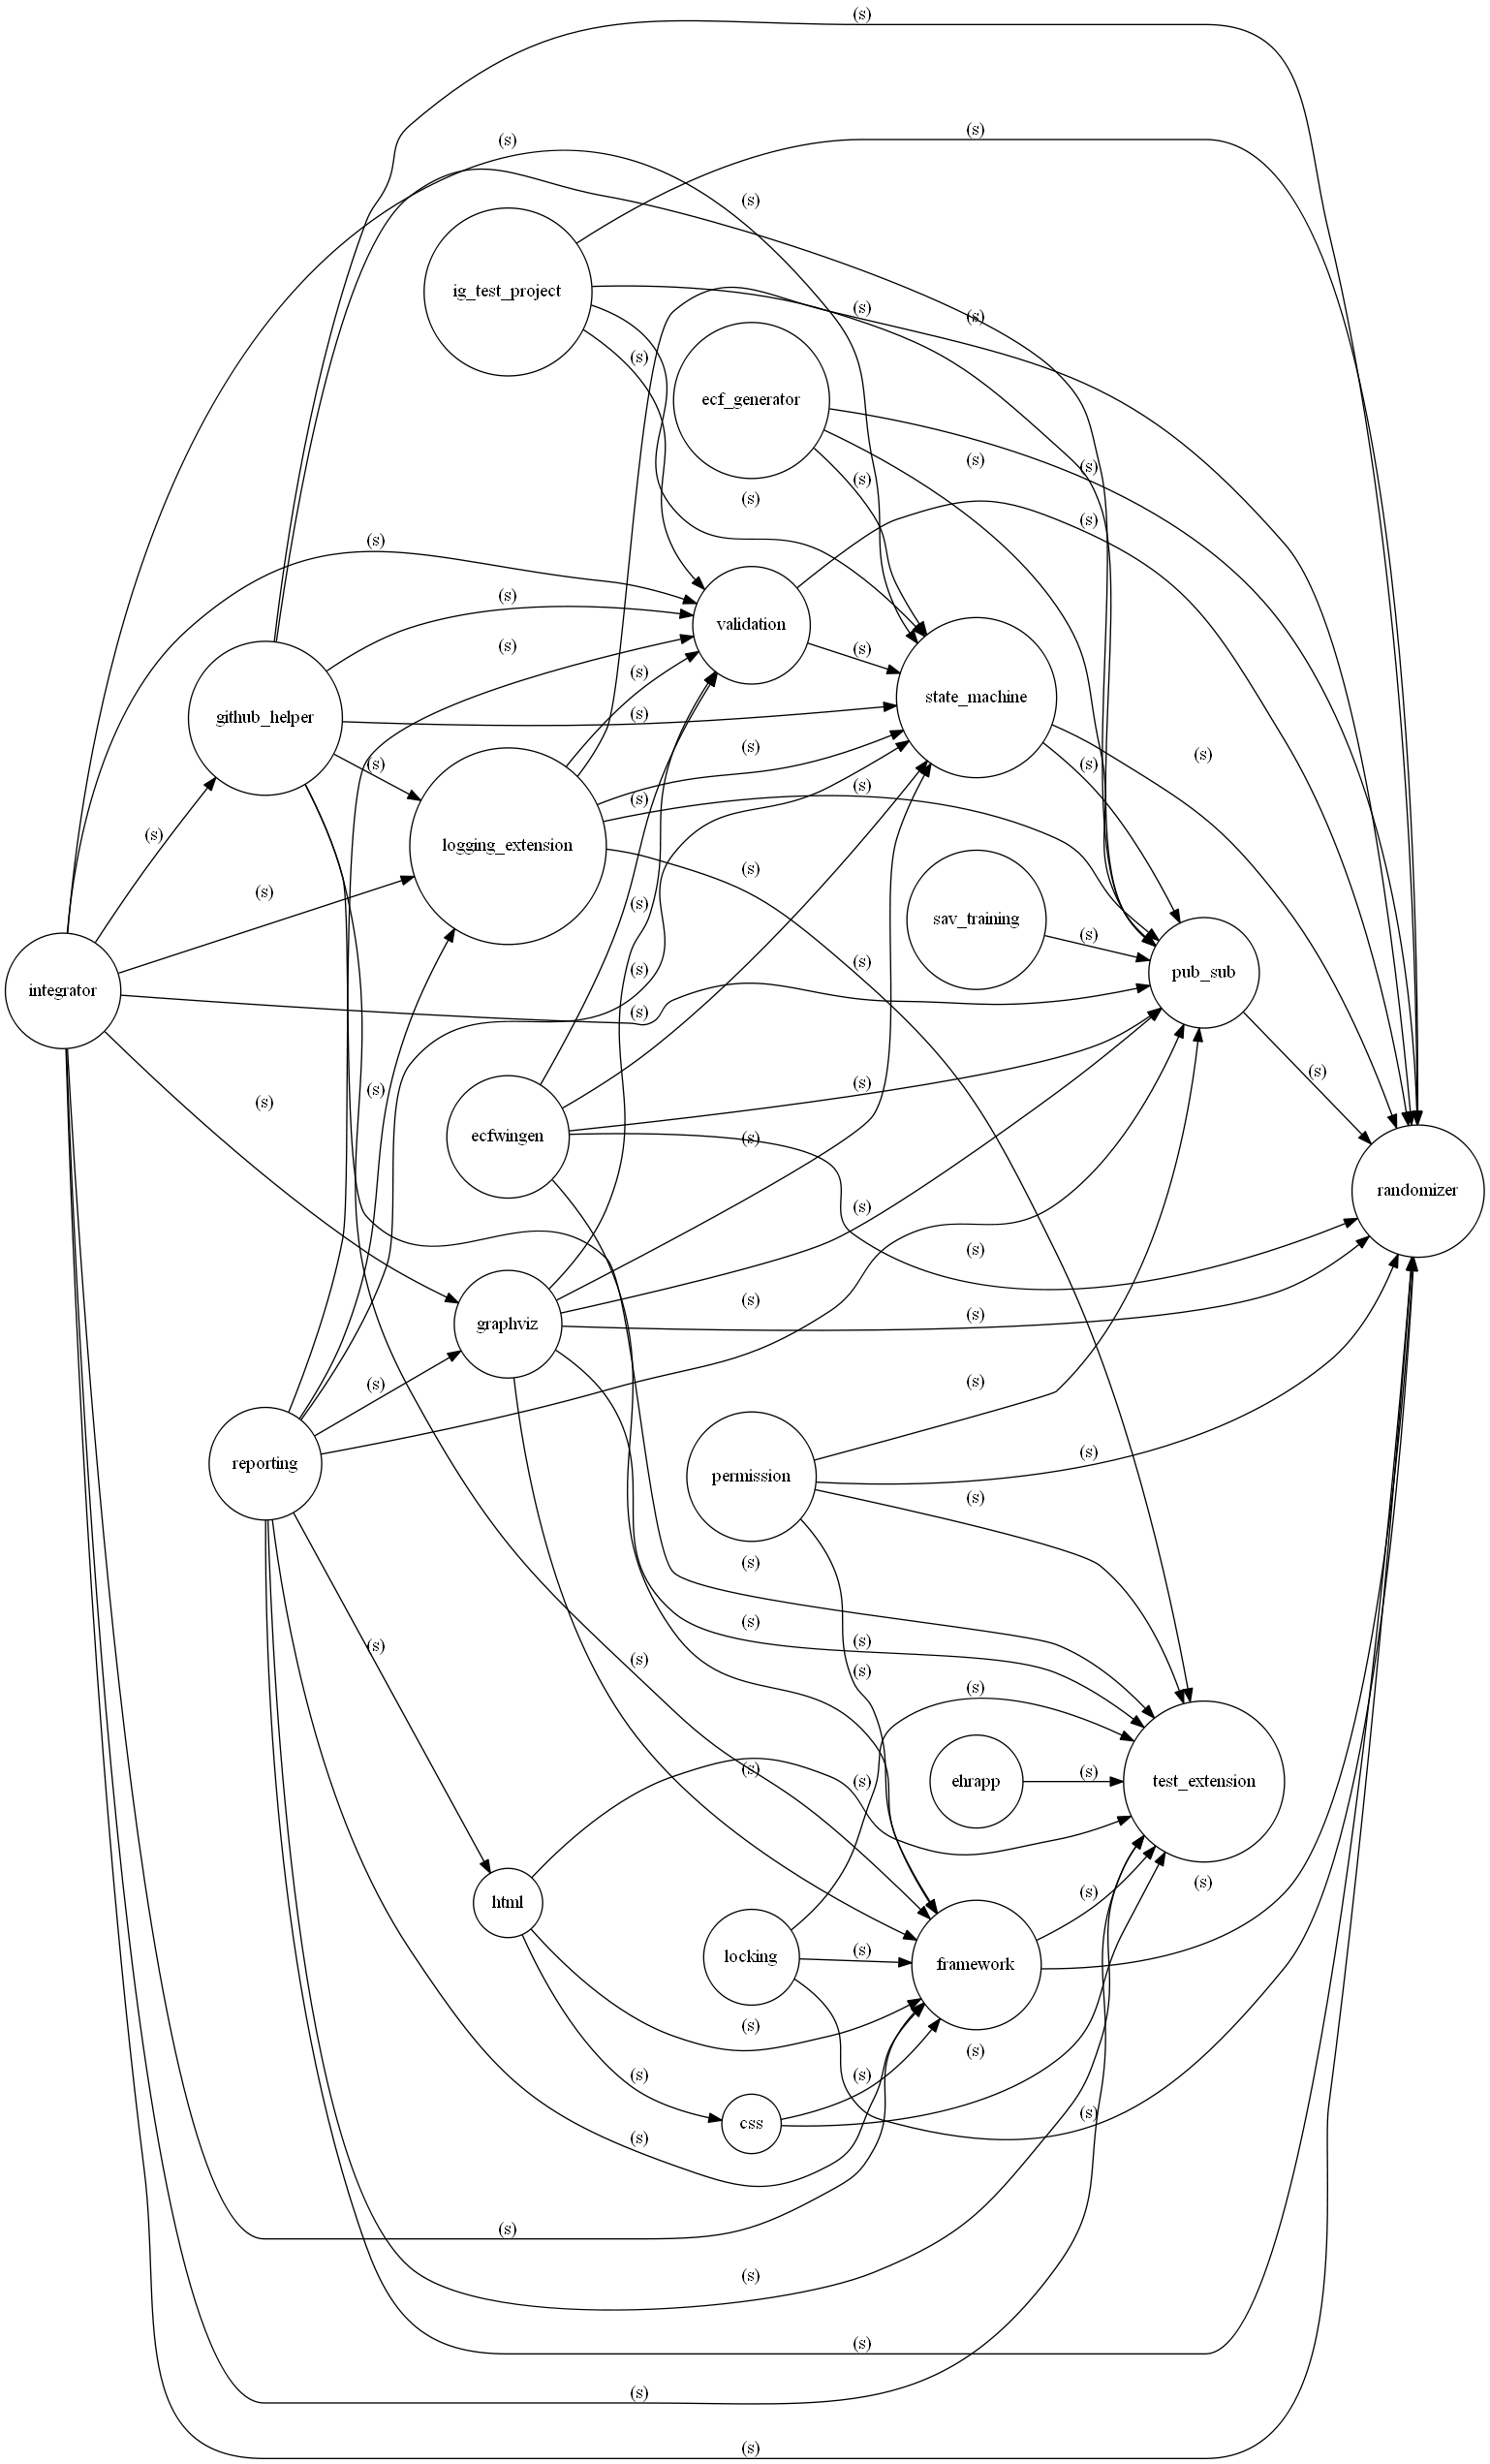 (s)
(s)
(s)
(s)
ig_test_project
(s)
(s)
(s)
ecf_generator
(s)
(s)
(s)
(s)
(s)
(s)
(s)
validation
(s)
(s)
(s)
state_machine
(s)
github_helper
(s)
(s)
(s)
(s)
(s)
(s)
(s)
logging_extension
(s)
(s)
(s)
sav_training
(s)
(s)
(s)
pub_sub
integrator
(s)
(s)
(s)
(s)
(s)
ecfwingen
(s)
randomizer
(s)
(s)
(s)
(s)
graphviz
(s)
(s)
(s)
reporting
permission
(s)
(s)
(s)
(s)
(s)
(s)
(s)
(s)
(s)
(s)
(s)
ehrapp
(s)
test_extension
(s)
(s)
html
locking
(s)
framework
(s)
(s)
(s)
(s)
css
(s)
(s)
(s)
(s)
(s)
(s)
(s)